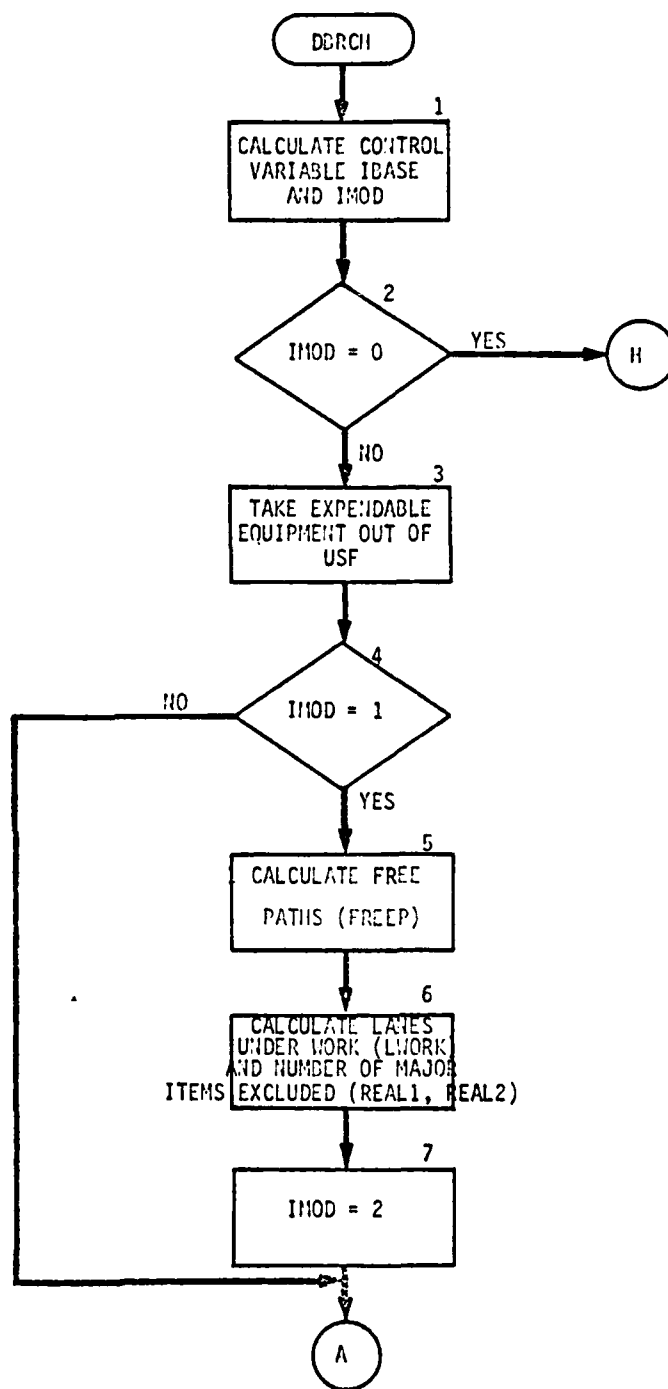 DBRCH
1
CALCULATE CONTROL
VARIABLE IBASE
AND IMOD
2
IMOD = 0
YES
H
NO
3
TAKE EXPENDABLE
EQUIPMENT OUT OF
USF
4
NO
IMOD = 1
YES
5
CALCULATE FREE
PATHS (FREEP)
6
CALCULATE LANES
UNDER WORK (LWORK)
AND NUMBER OF MAJOR
ITEMS EXCLUDED (REAL1, REAL2)
7
IMOD = 2
A